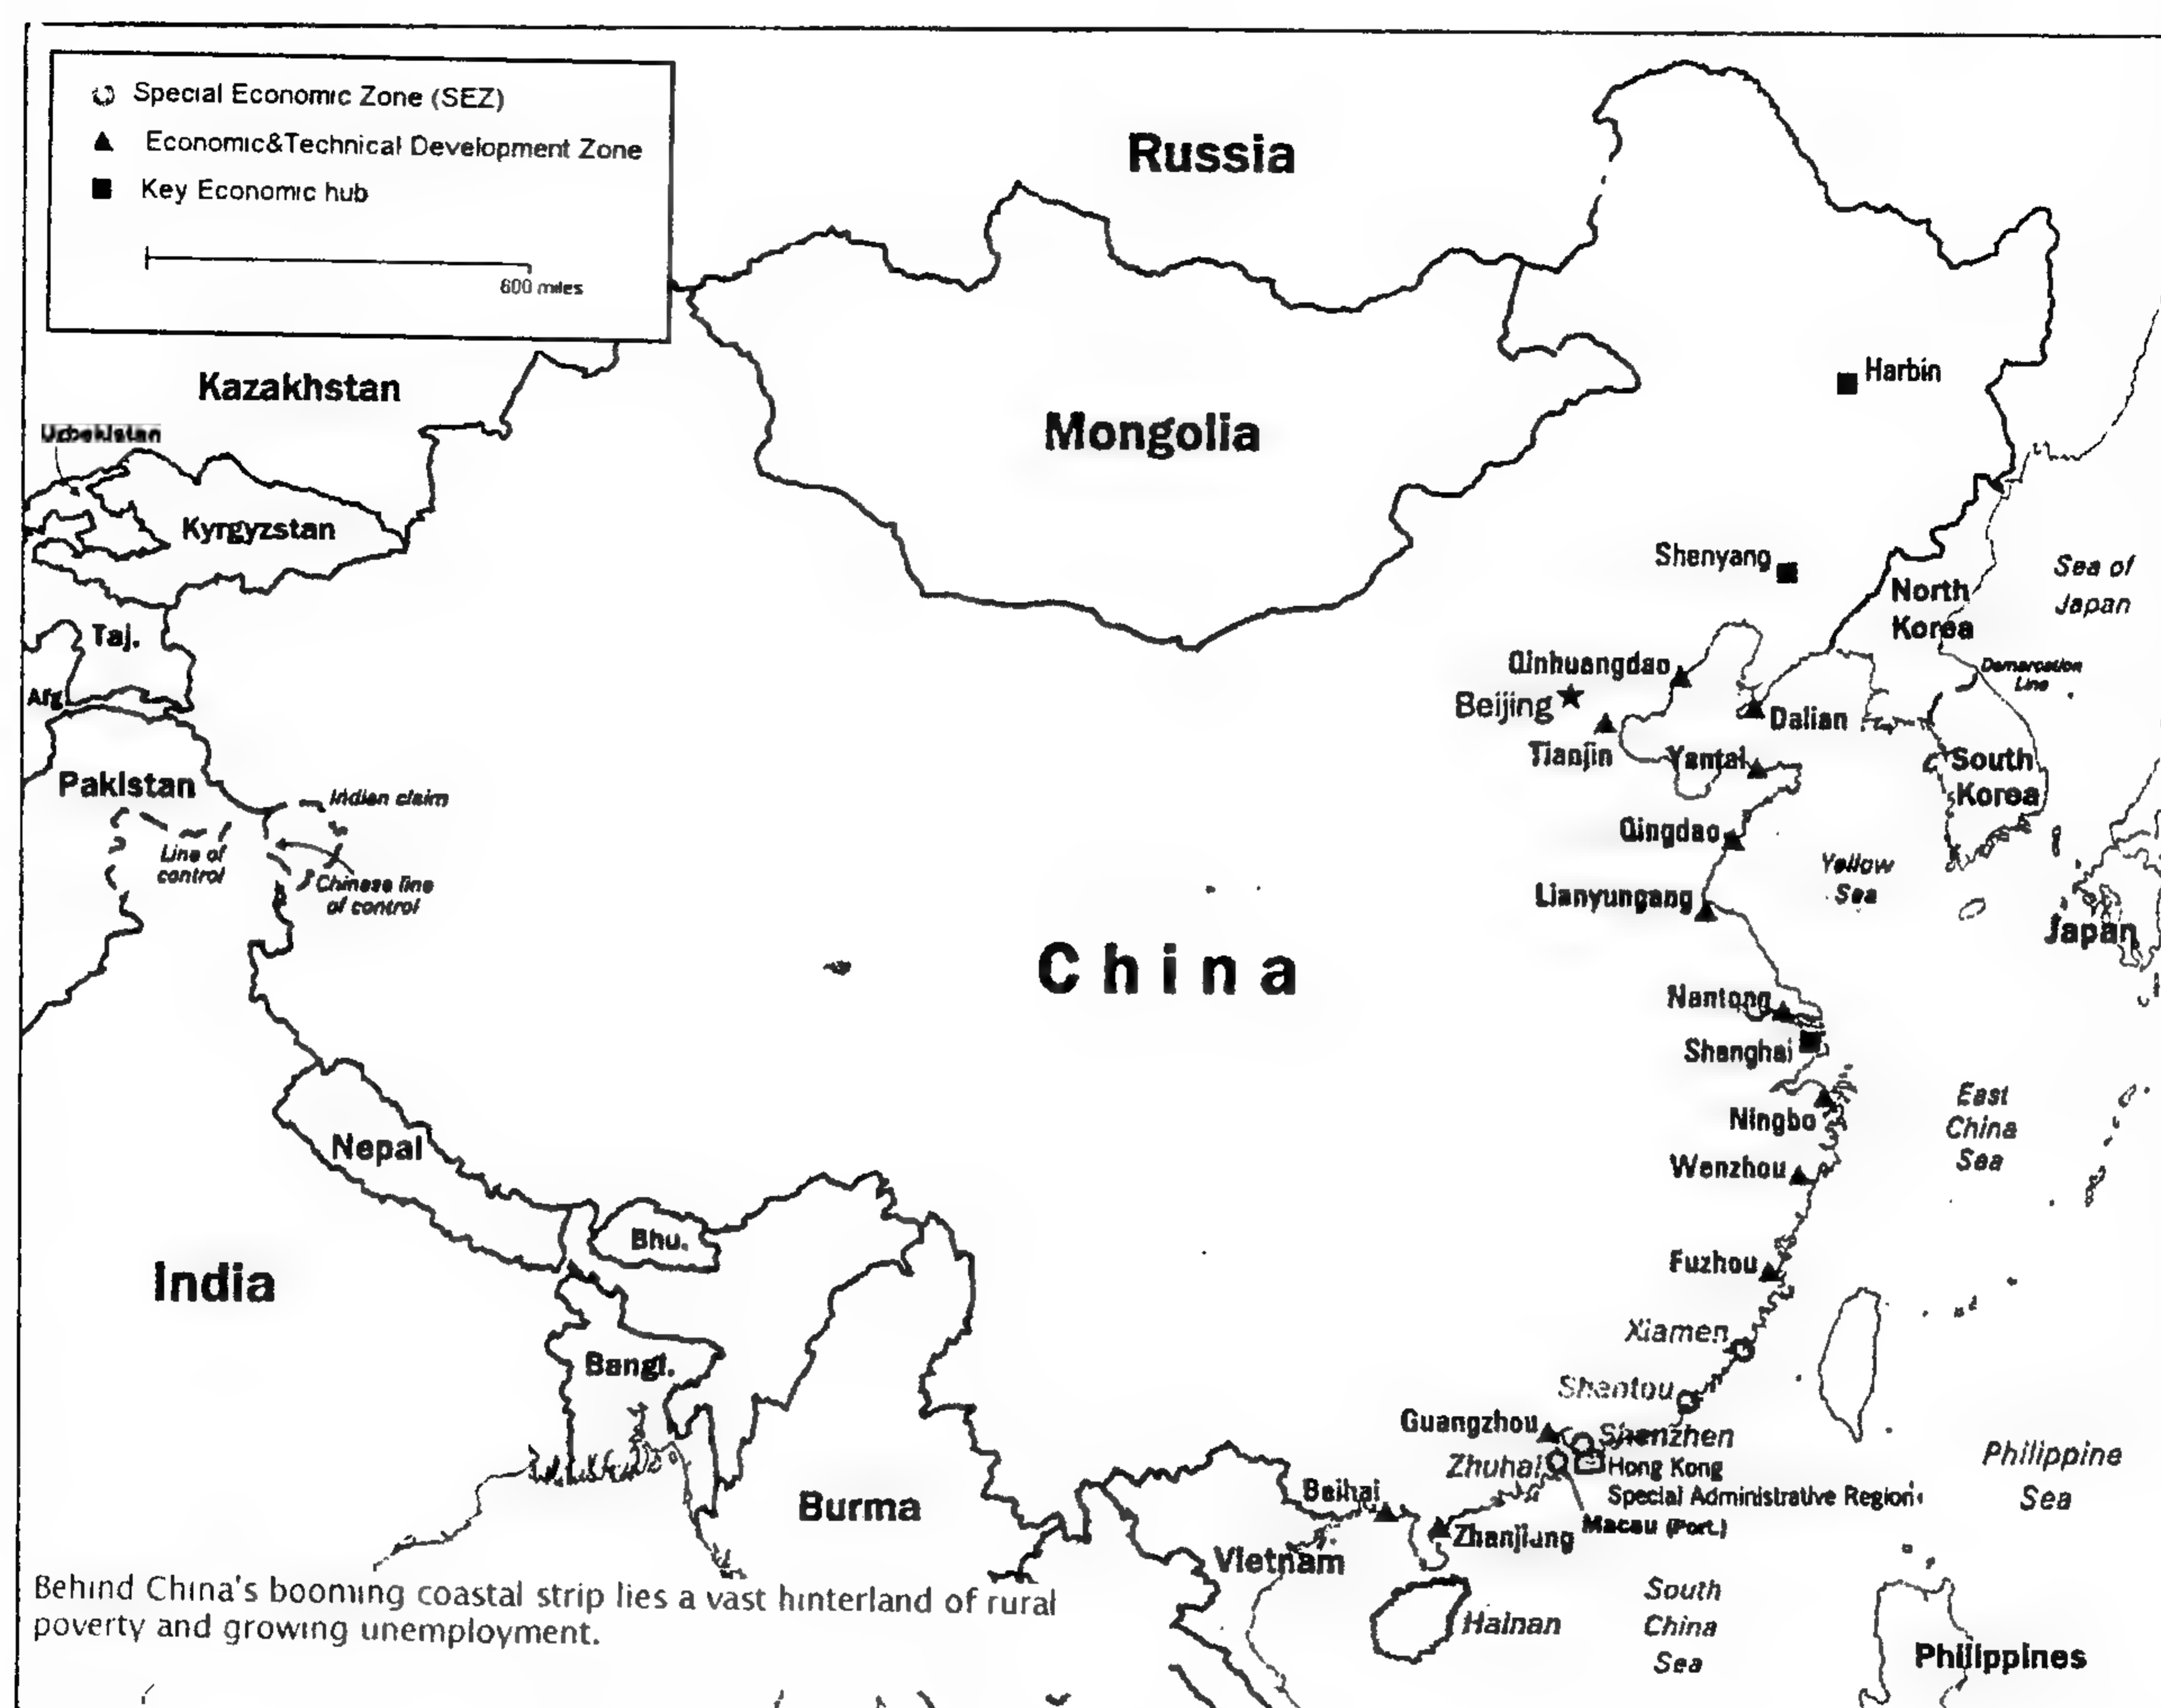 Special Economic Zone (SEZ)
Economic&Technical Development Zone
Key Economic hub
600 miles
Russia
Kazakhstan
Uzbekistan
Mongolia
Harbin
Kyrgyzstan
Shenyang
Sea of
Japan
North
Korea
Taj.
Afg
Qinhuangdao
Beijing
Demarcation
Line
Dalian
Tianjin
Yantai
South
Korea
Pakistan
Indian claim
Line of
control
Chinese line
of control
Qingdao
Yellow
Sea
Lianyungang
Japan
China
Nantong
Shanghai
Ningbo
East
China
Sea
Nepal
Wenzhou
Bhu.
India
Fuzhou
Xiamen
Bangl.
Shantou
Guangzhou
Shenzhen
Zhuhai
Hong Kong
Special Administrative Region
Philippine
Sea
Beihai
Burma
Macau (Port.)
Zhanjiang
Vietnam
Behind China's booming coastal strip lies a vast hinterland of rural
poverty and growing unemployment.
Hainan
South
China
Sea
Philippines